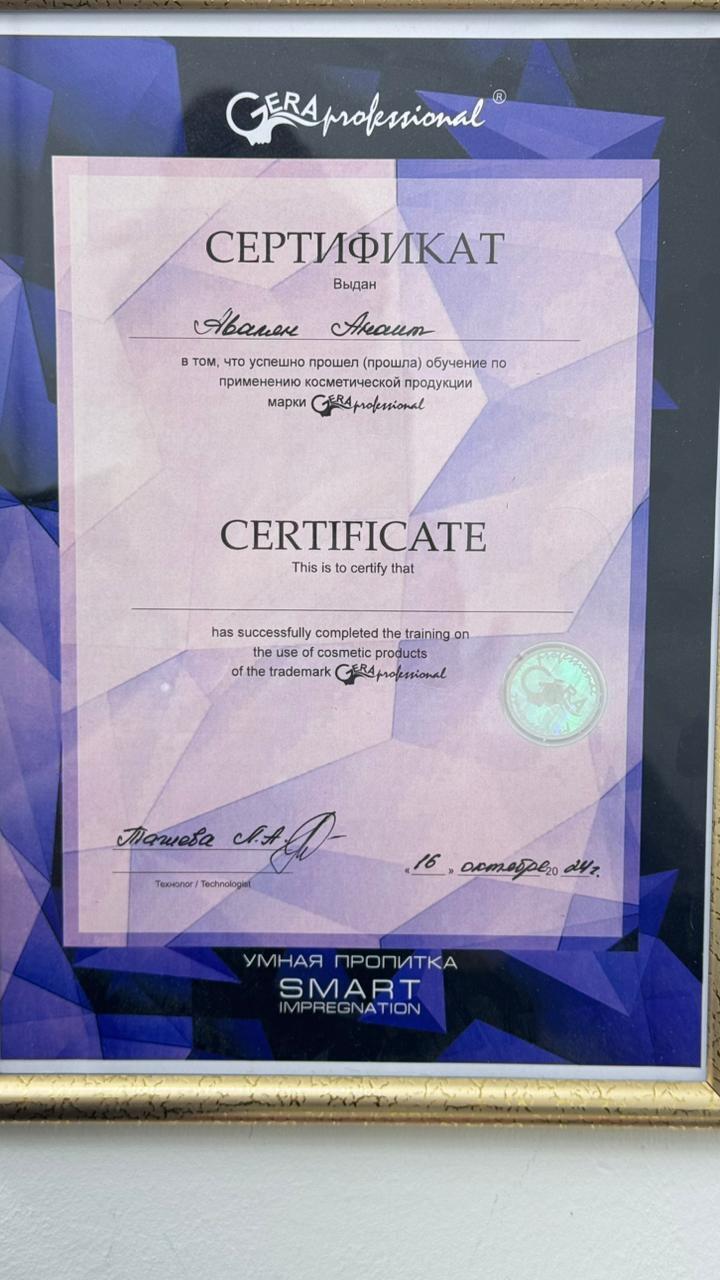 GERA professional ®
СЕРТИФИКАТ
Выдан
Авалян Анаит
в том, что успешно прошел (прошла) обучение по
применению косметической продукции
марки GERA professional
CERTIFICATE
This is to certify that
has successfully completed the training on
the use of cosmetic products
of the trademark GERA professional
GERA
Л.А.
Технолог / Technologist
« 16 » октября 20 24 г.
УМНАЯ ПРОПИТКА
SMART
IMPREGNATION